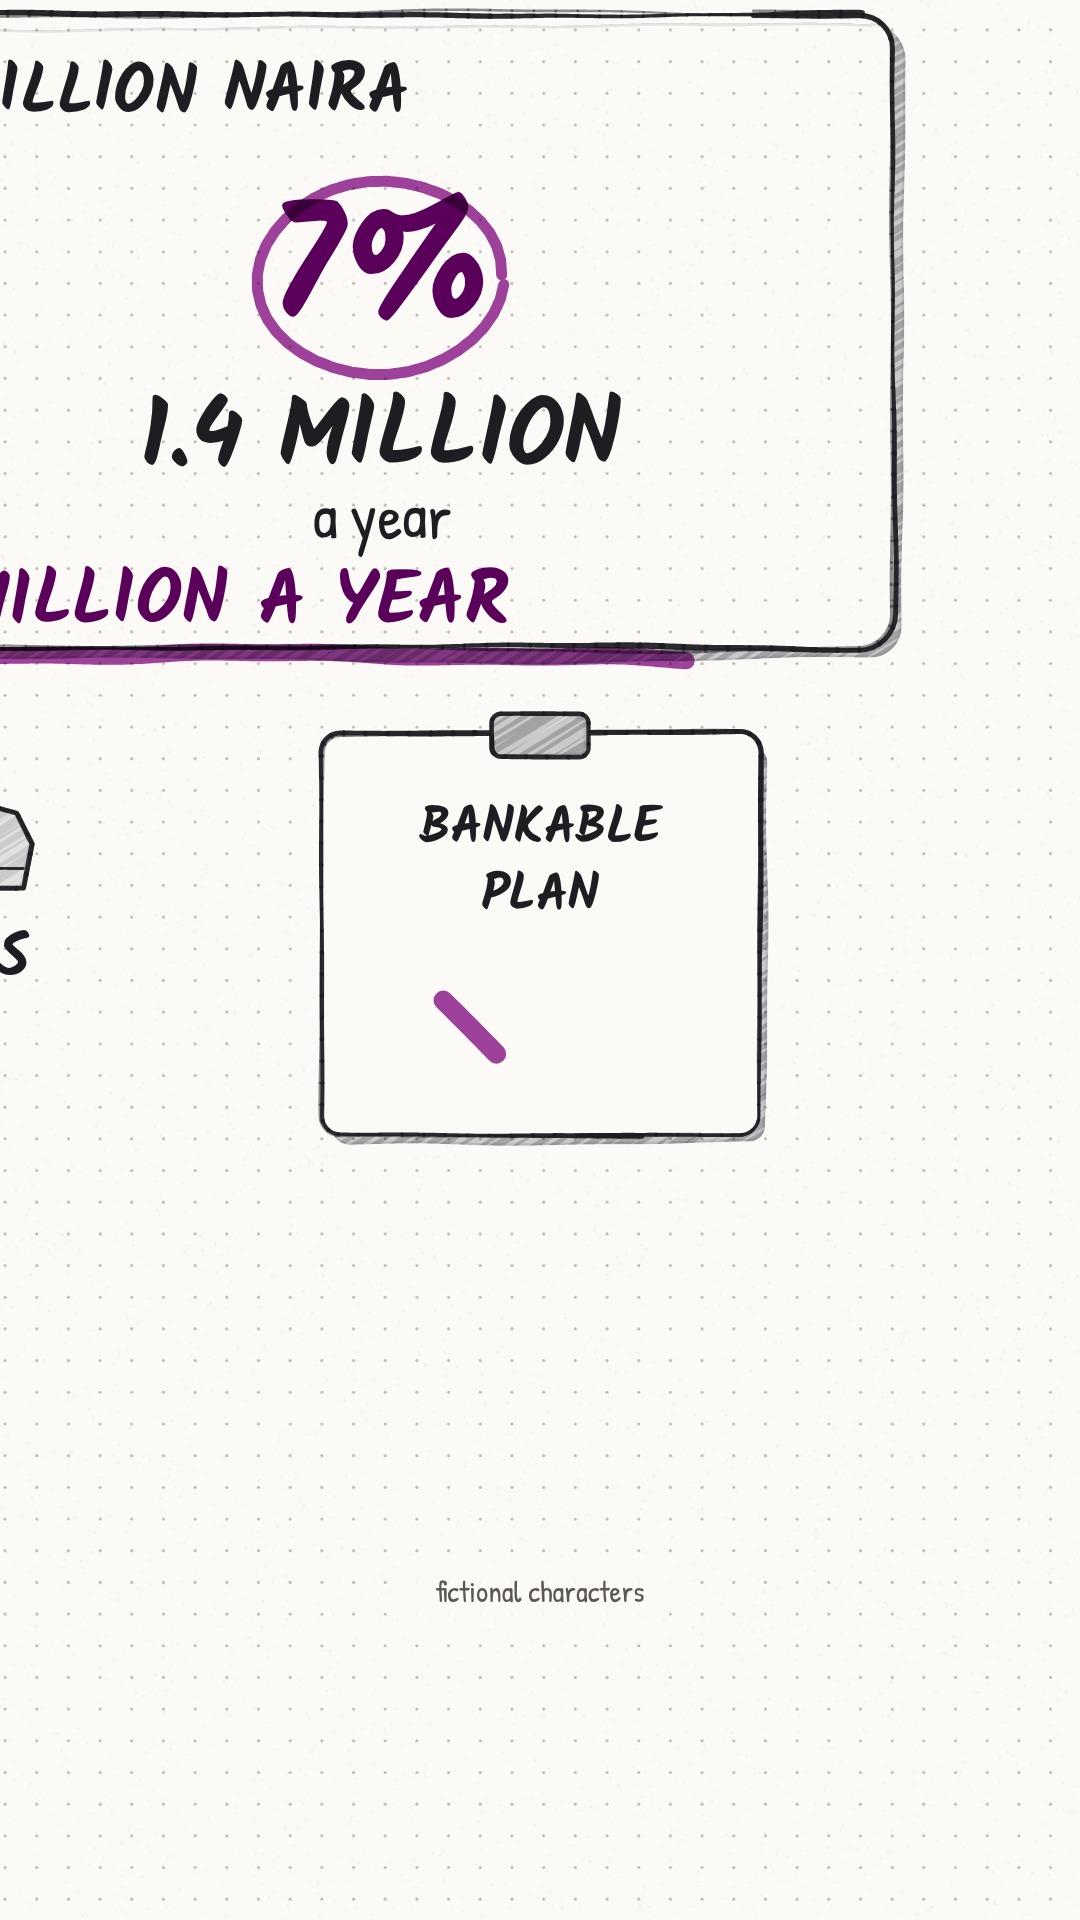 ILLION NAIRA
7%
1.4 MILLION
a year
ILLION A YEAR
BANKABLE
PLAN
S
fictional characters